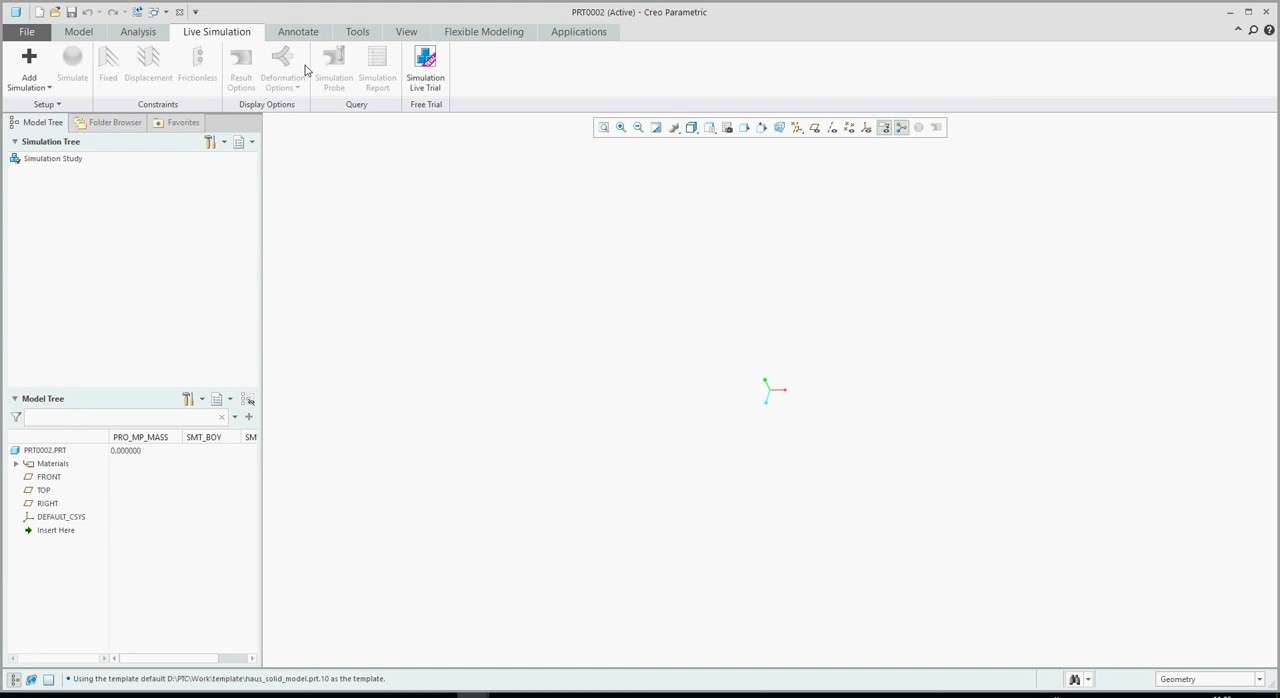 PRT0002 (Active) - Creo Parametric
File Model Analysis Live Simulation Annotate Tools View Flexible Modeling Applications
Add Simulation Simulate Fixed Displacement Frictionless Result Options Deformation Options Simulation Probe Simulation Report Simulation Live Trial
Setup Constraints Display Options Query Free Trial
Model Tree Folder Browser Favorites
Simulation Tree
Simulation Study
Model Tree
PRO_MP_MASS SMT_BOY SM
PRT0002.PRT 0.000000
Materials
FRONT
TOP
RIGHT
DEFAULT_CSYS
Insert Here
• Using the template default D:\PTC\Work\template\haus_solid_model.prt.10 as the template.
Geometry